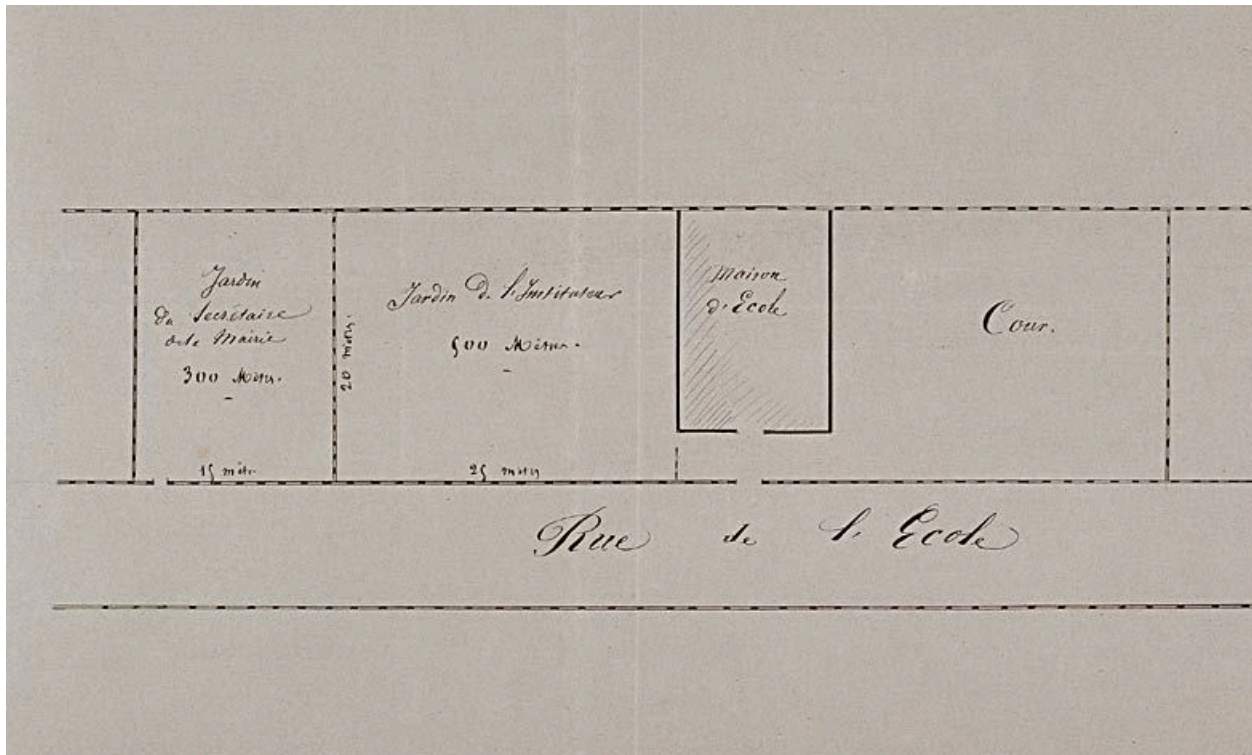 Jardin
du Secrétaire
de la Mairie
300 Mètres.
15 mètr.
20 mètres.
Jardin de l'Instituteur
500 Mètres.
25 mètres
Maison
d'Ecole
Cour.
Rue de l'Ecole